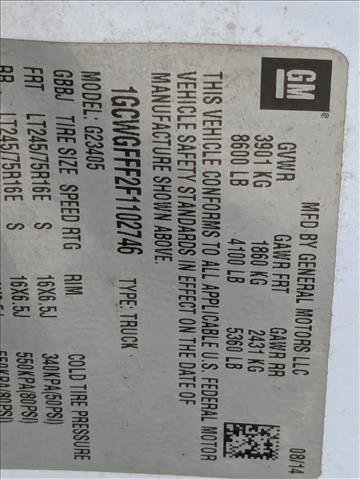 GM®
MFD BY GENERAL MOTORS LLC 08/14
GVWR GAWR FRT GAWR RR
3901 KG 1860 KG 2431 KG
8600 LB 4100 LB 5360 LB
THIS VEHICLE CONFORMS TO ALL APPLICABLE U.S. FEDERAL MOTOR
VEHICLE SAFETY STANDARDS IN EFFECT ON THE DATE OF
MANUFACTURE SHOWN ABOVE.
1GCWGFFF2F1102746 TYPE: TRUCK
MODEL: G23405
GBBJ TIRE SIZE SPEED RTG RIM COLD TIRE PRESSURE
FRT LT245/75R16E S 16X6.5J 340KPA(50PSI)
RR LT245/75R16E S 16X6.5J 550KPA(80PSI)
550KPA(80PSI)